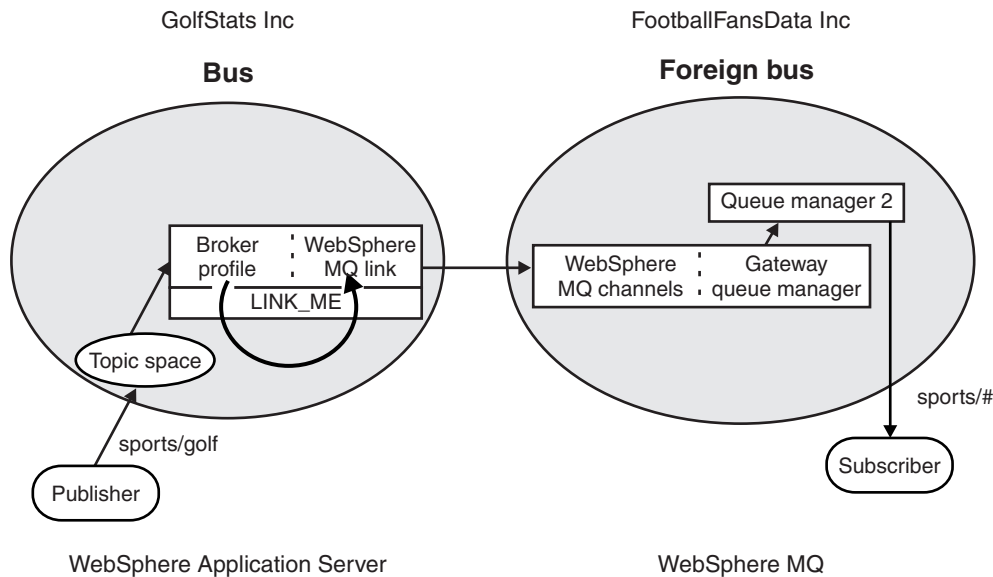 GolfStats Inc
FootballFansData Inc
Bus
Foreign bus
Queue manager 2
Broker
profile
WebSphere
MQ link
LINK_ME
WebSphere
MQ channels
Gateway
queue manager
Topic space
sports/#
sports/golf
Subscriber
Publisher
WebSphere Application Server
WebSphere MQ